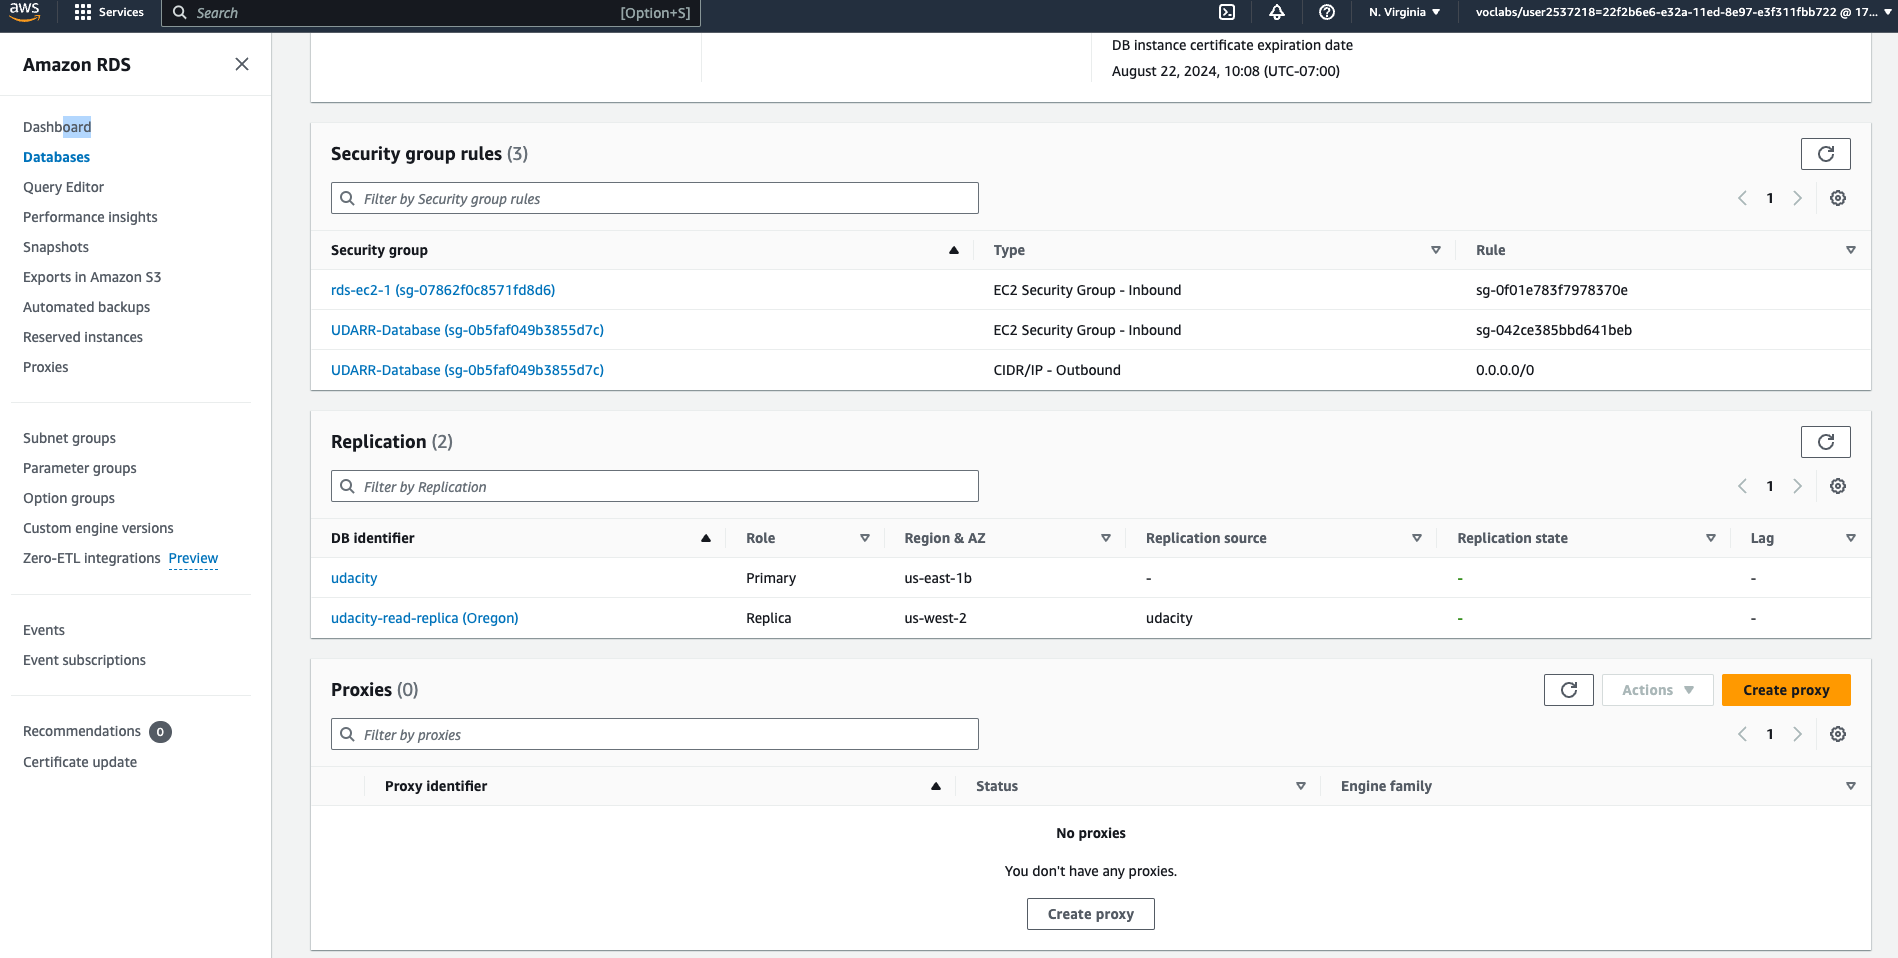 aws Services Search [Option+S] N. Virginia voclabs/user2537218=22f2b6e6-e32a-11ed-8e97-e3f311fbb722 @ 17...
Amazon RDS
Dashboard
Databases
Query Editor
Performance insights
Snapshots
Exports in Amazon S3
Automated backups
Reserved instances
Proxies
Subnet groups
Parameter groups
Option groups
Custom engine versions
Zero-ETL integrations Preview
Events
Event subscriptions
Recommendations 0
Certificate update
DB instance certificate expiration date
August 22, 2024, 10:08 (UTC-07:00)
Security group rules (3)
Filter by Security group rules
1
Security group Type Rule
rds-ec2-1 (sg-07862f0c8571fd8d6) EC2 Security Group - Inbound sg-0f01e783f7978370e
UDARR-Database (sg-0b5faf049b3855d7c) EC2 Security Group - Inbound sg-042ce385bbd641beb
UDARR-Database (sg-0b5faf049b3855d7c) CIDR/IP - Outbound 0.0.0.0/0
Replication (2)
Filter by Replication
1
DB identifier Role Region & AZ Replication source Replication state Lag
udacity Primary us-east-1b - - -
udacity-read-replica (Oregon) Replica us-west-2 udacity - -
Proxies (0) Actions Create proxy
Filter by proxies
1
Proxy identifier Status Engine family
No proxies
You don't have any proxies.
Create proxy